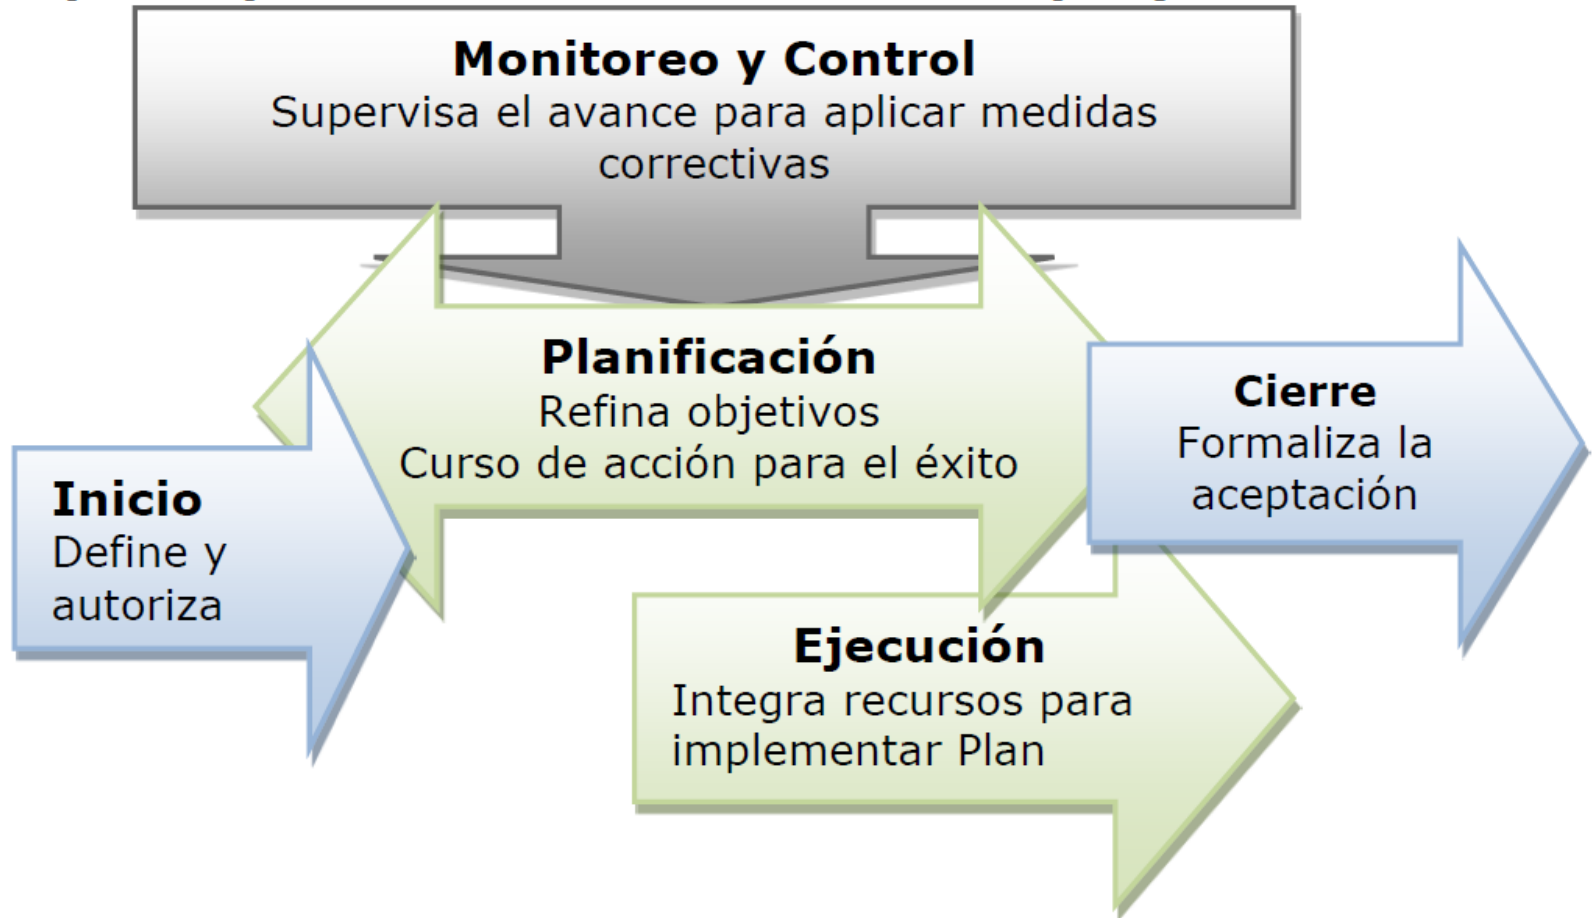 Monitoreo y Control
Supervisa el avance para aplicar medidas
correctivas
Planificación
Refina objetivos
Curso de acción para el éxito
Inicio
Define y
autoriza
Cierre
Formaliza la
aceptación
Ejecución
Integra recursos para
implementar Plan